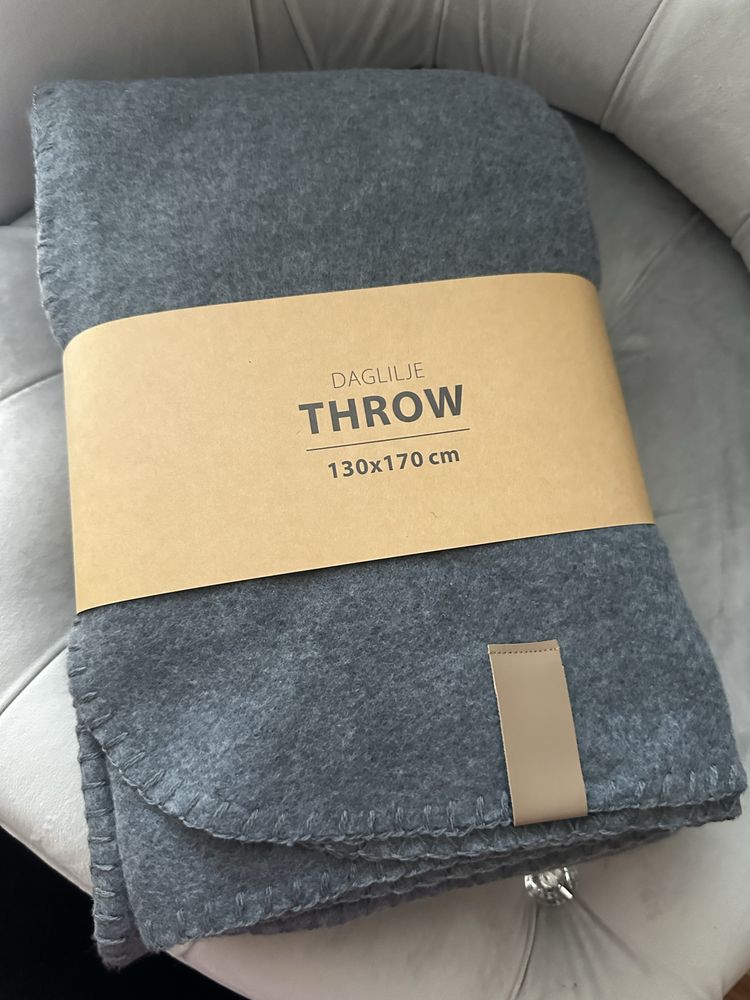 DAGLILJE
THROW
130x170 cm